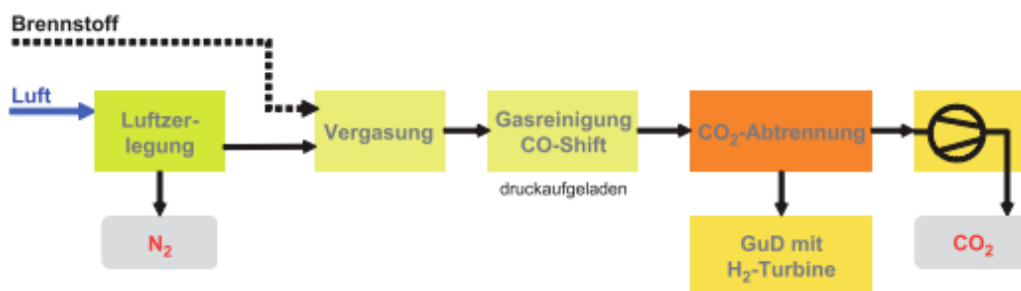 Brennstoff
Luft
Luftzer-
legung
Vergasung
Gasreinigung
CO-Shift
CO₂-Abtrennung
druckaufgeladen
N₂
GuD mit
H₂-Turbine
CO₂